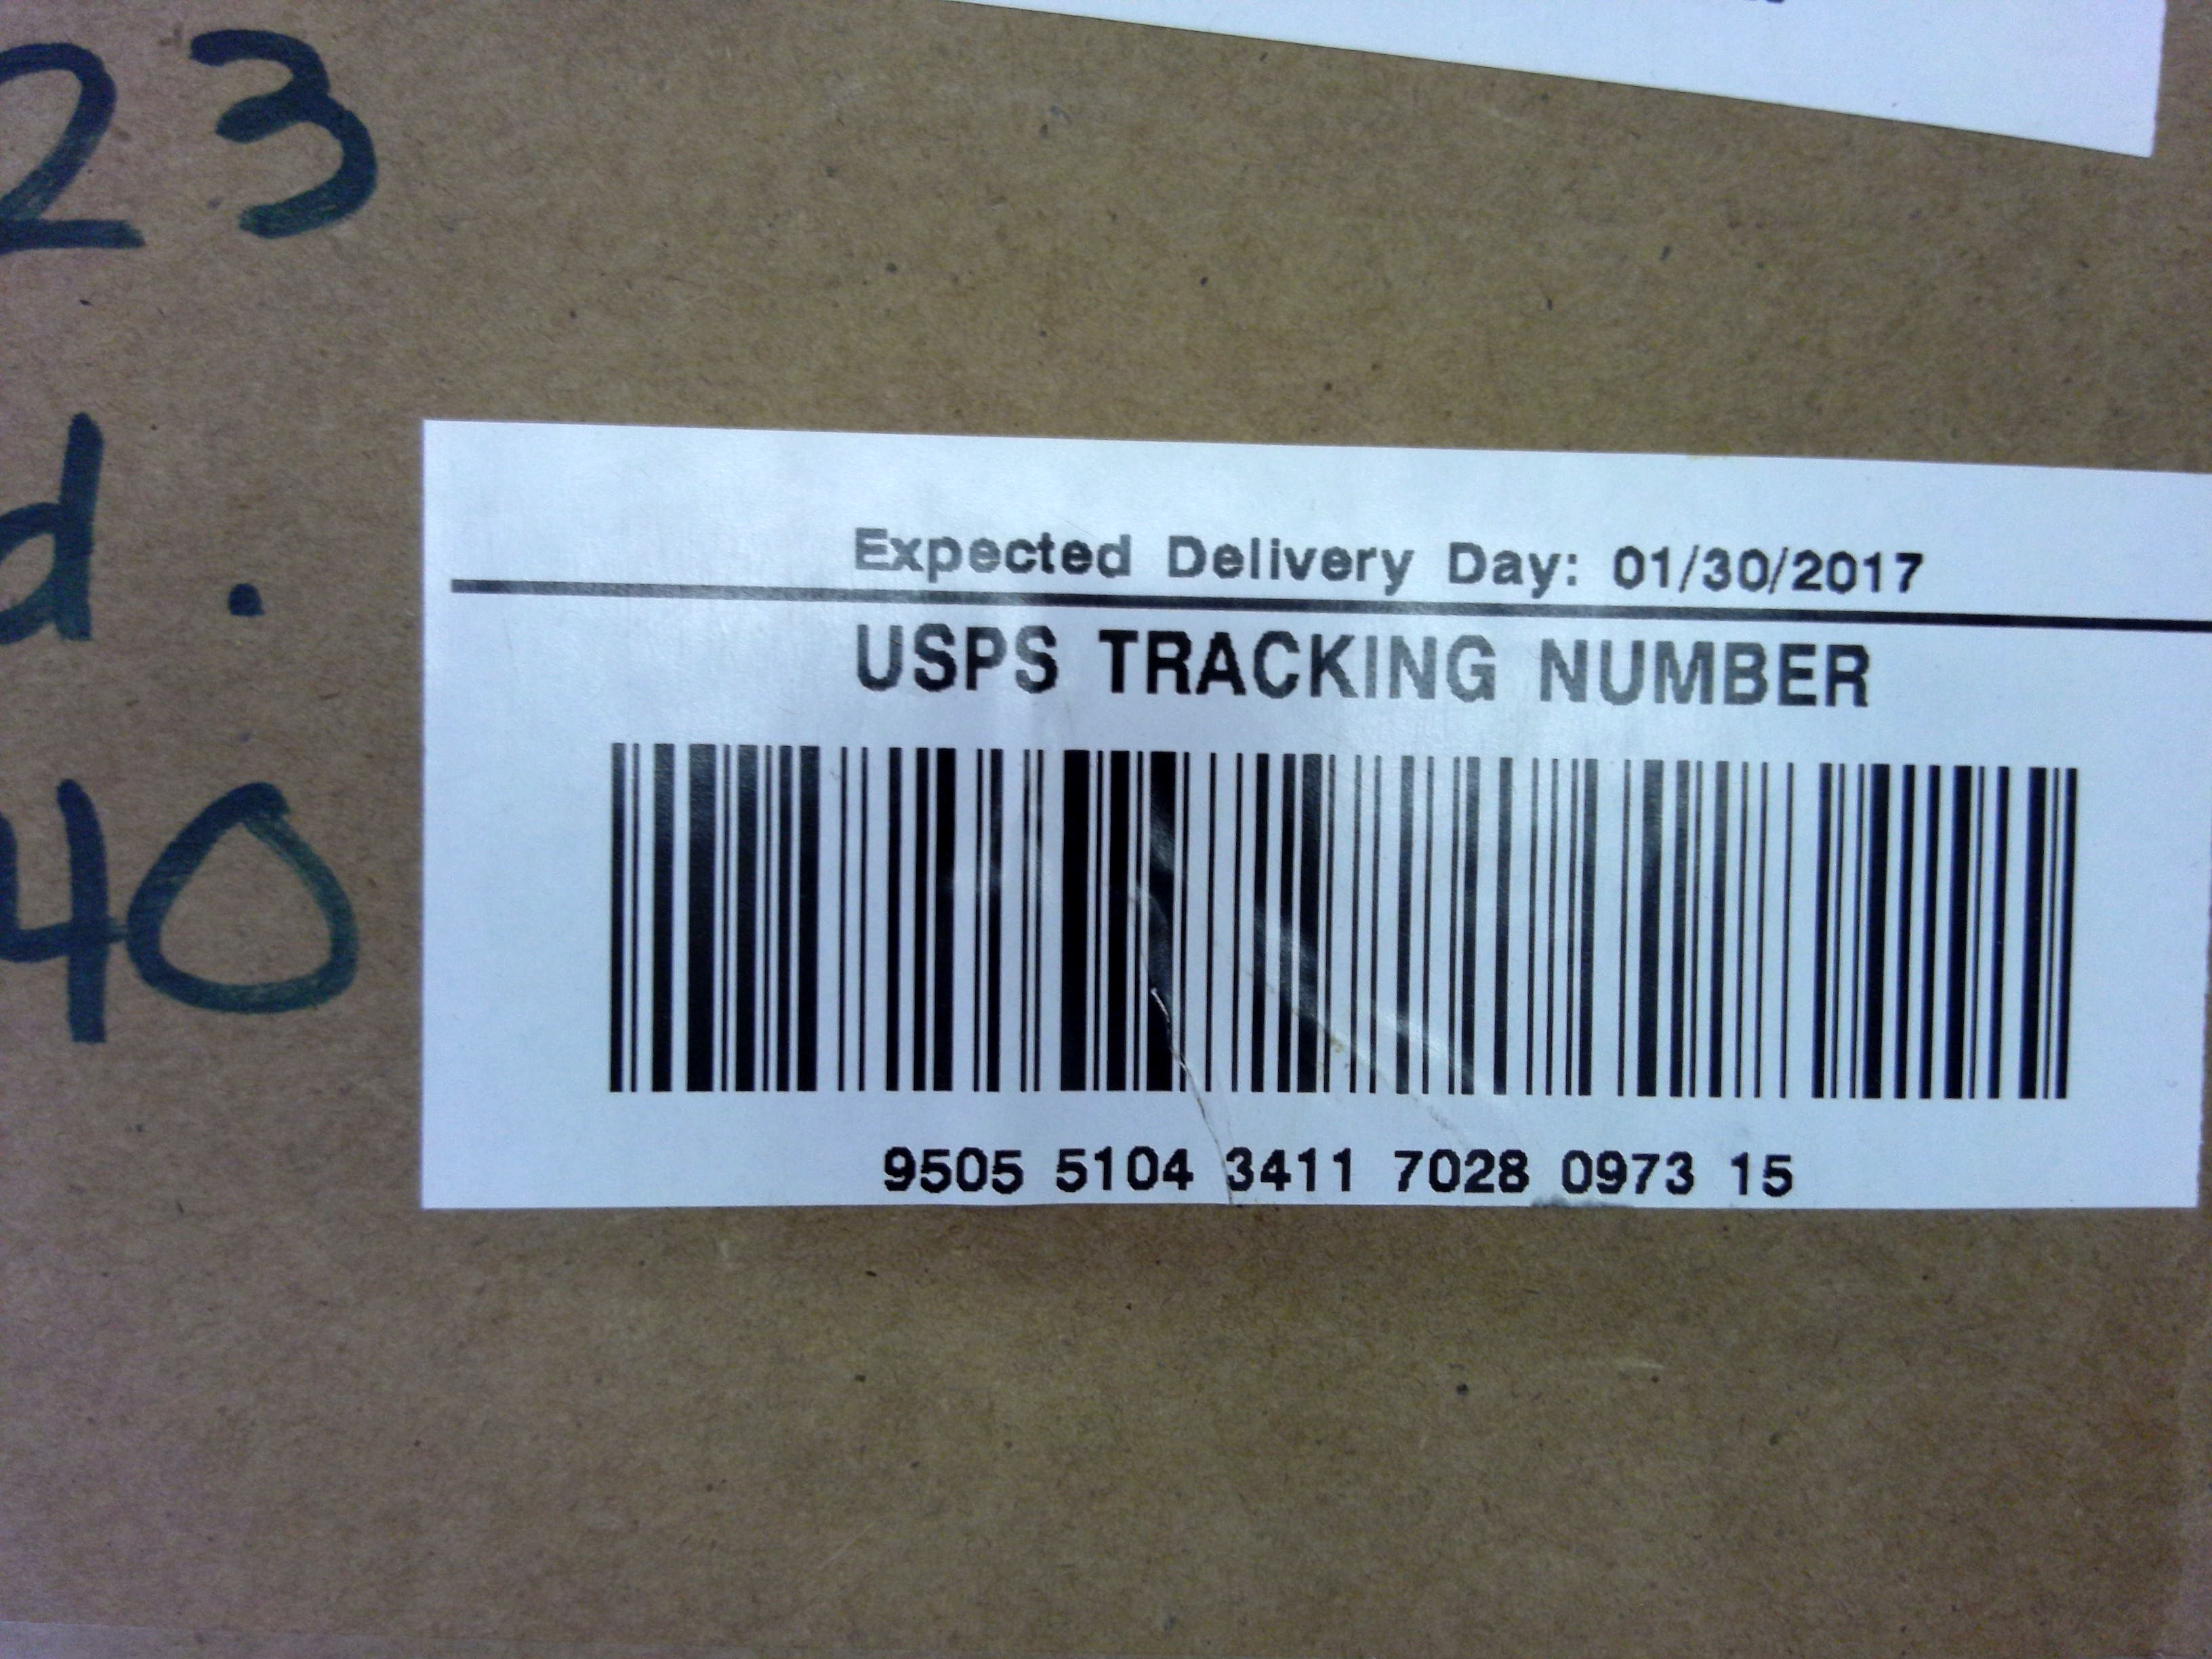 23
d.
40
Expected Delivery Day: 01/30/2017
USPS TRACKING NUMBER
9505 5104 3411 7028 0973 15